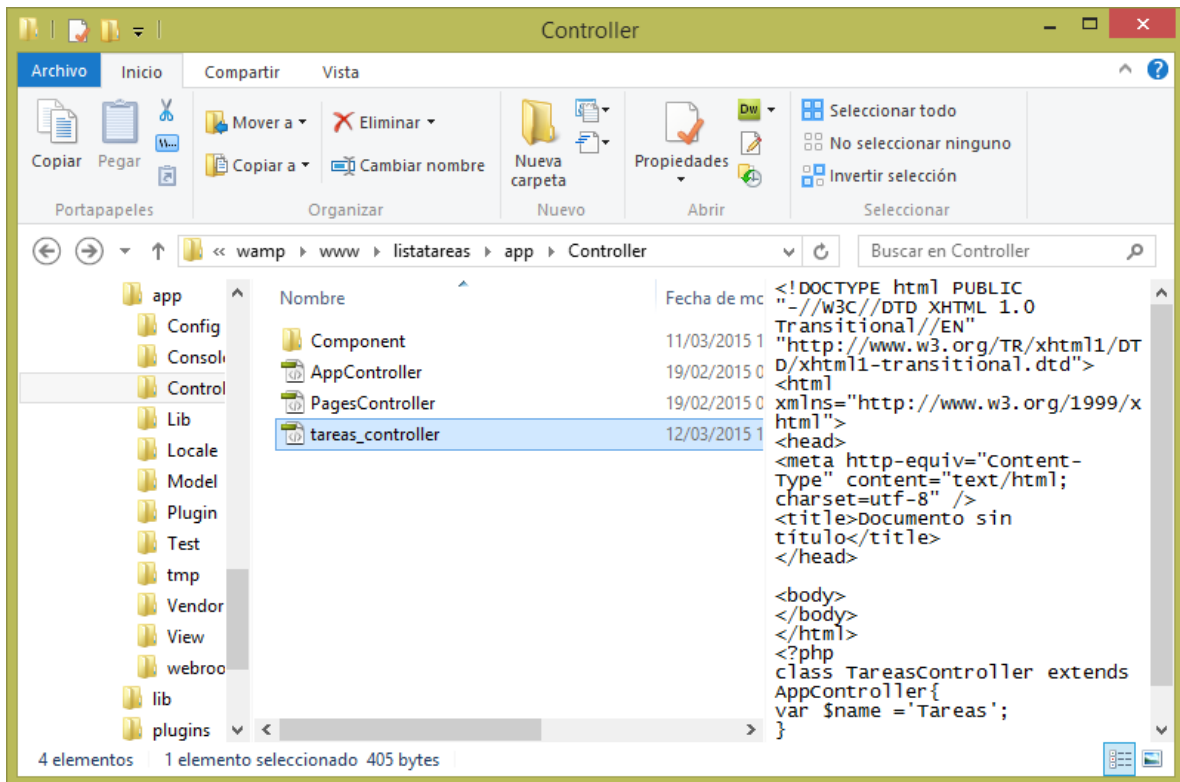 Controller
Archivo Inicio Compartir Vista
Copiar
Pegar
Mover a
Copiar a
Eliminar
Cambiar nombre
Nueva
carpeta
Propiedades
Dw
Seleccionar todo
No seleccionar ninguno
Invertir selección
Portapapeles Organizar Nuevo Abrir Seleccionar
« wamp www listatareas app Controller
Buscar en Controller
app
Config
Consol
Control
Lib
Locale
Model
Plugin
Test
tmp
Vendor
View
webroo
lib
plugins
Nombre Fecha de mo
Component 11/03/2015 1
AppController 19/02/2015 0
PagesController 19/02/2015 0
tareas_controller 12/03/2015 1
<!DOCTYPE html PUBLIC
"-//W3C//DTD XHTML 1.0
Transitional//EN"
"http://www.w3.org/TR/xhtml1/DT
D/xhtml1-transitional.dtd">
<html
xmlns="http://www.w3.org/1999/x
html">
<head>
<meta http-equiv="Content-
Type" content="text/html;
charset=utf-8" />
<title>Documento sin
título</title>
</head>
<body>
</body>
</html>
<?php
class TareasController extends
AppController{
var $name ='Tareas';
}
4 elementos 1 elemento seleccionado 405 bytes